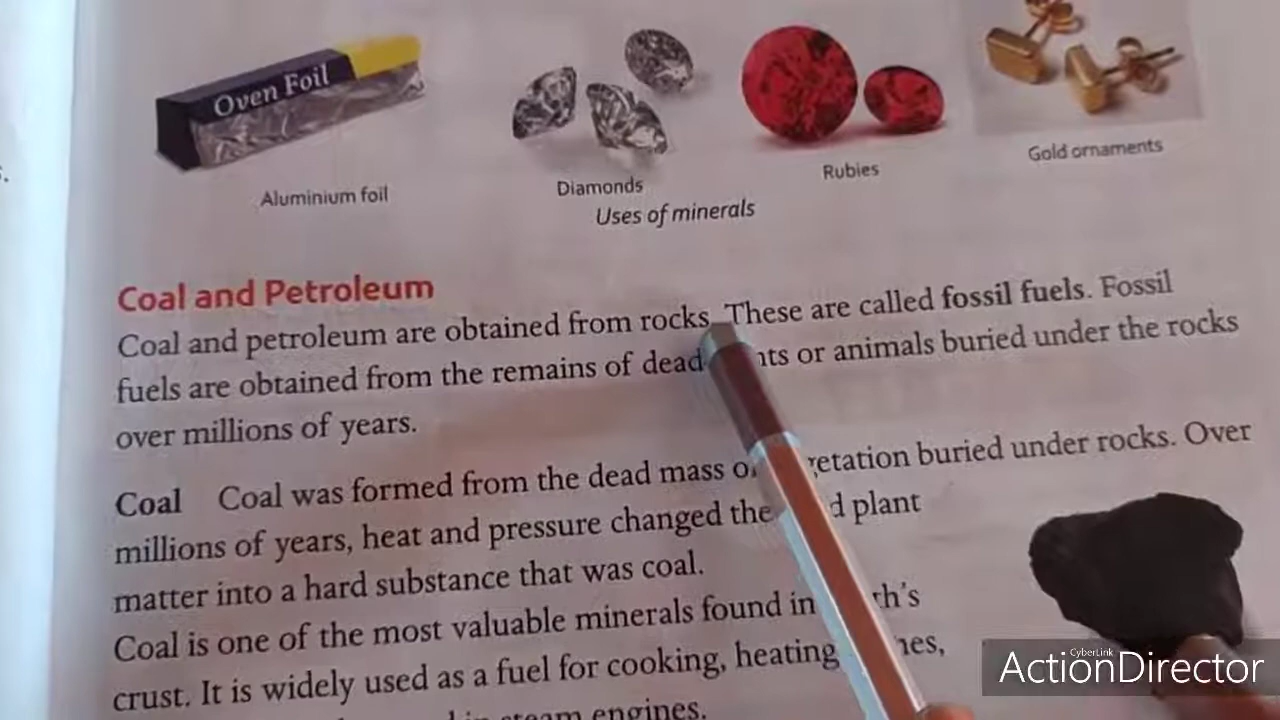 Oven Foil
Aluminium foil
Diamonds
Rubies
Gold ornaments
Uses of minerals
Coal and Petroleum
Coal and petroleum are obtained from rocks. These are called fossil fuels. Fossil
fuels are obtained from the remains of dead or animals buried under the rocks
over millions of years.
Coal Coal was formed from the dead mass buried under rocks. Over
millions of years, heat and pressure changed the plant
matter into a hard substance that was coal.
Coal is one of the most valuable minerals found in
crust. It is widely used as a fuel for cooking, heating
in steam engines.
CyberLink
ActionDirector